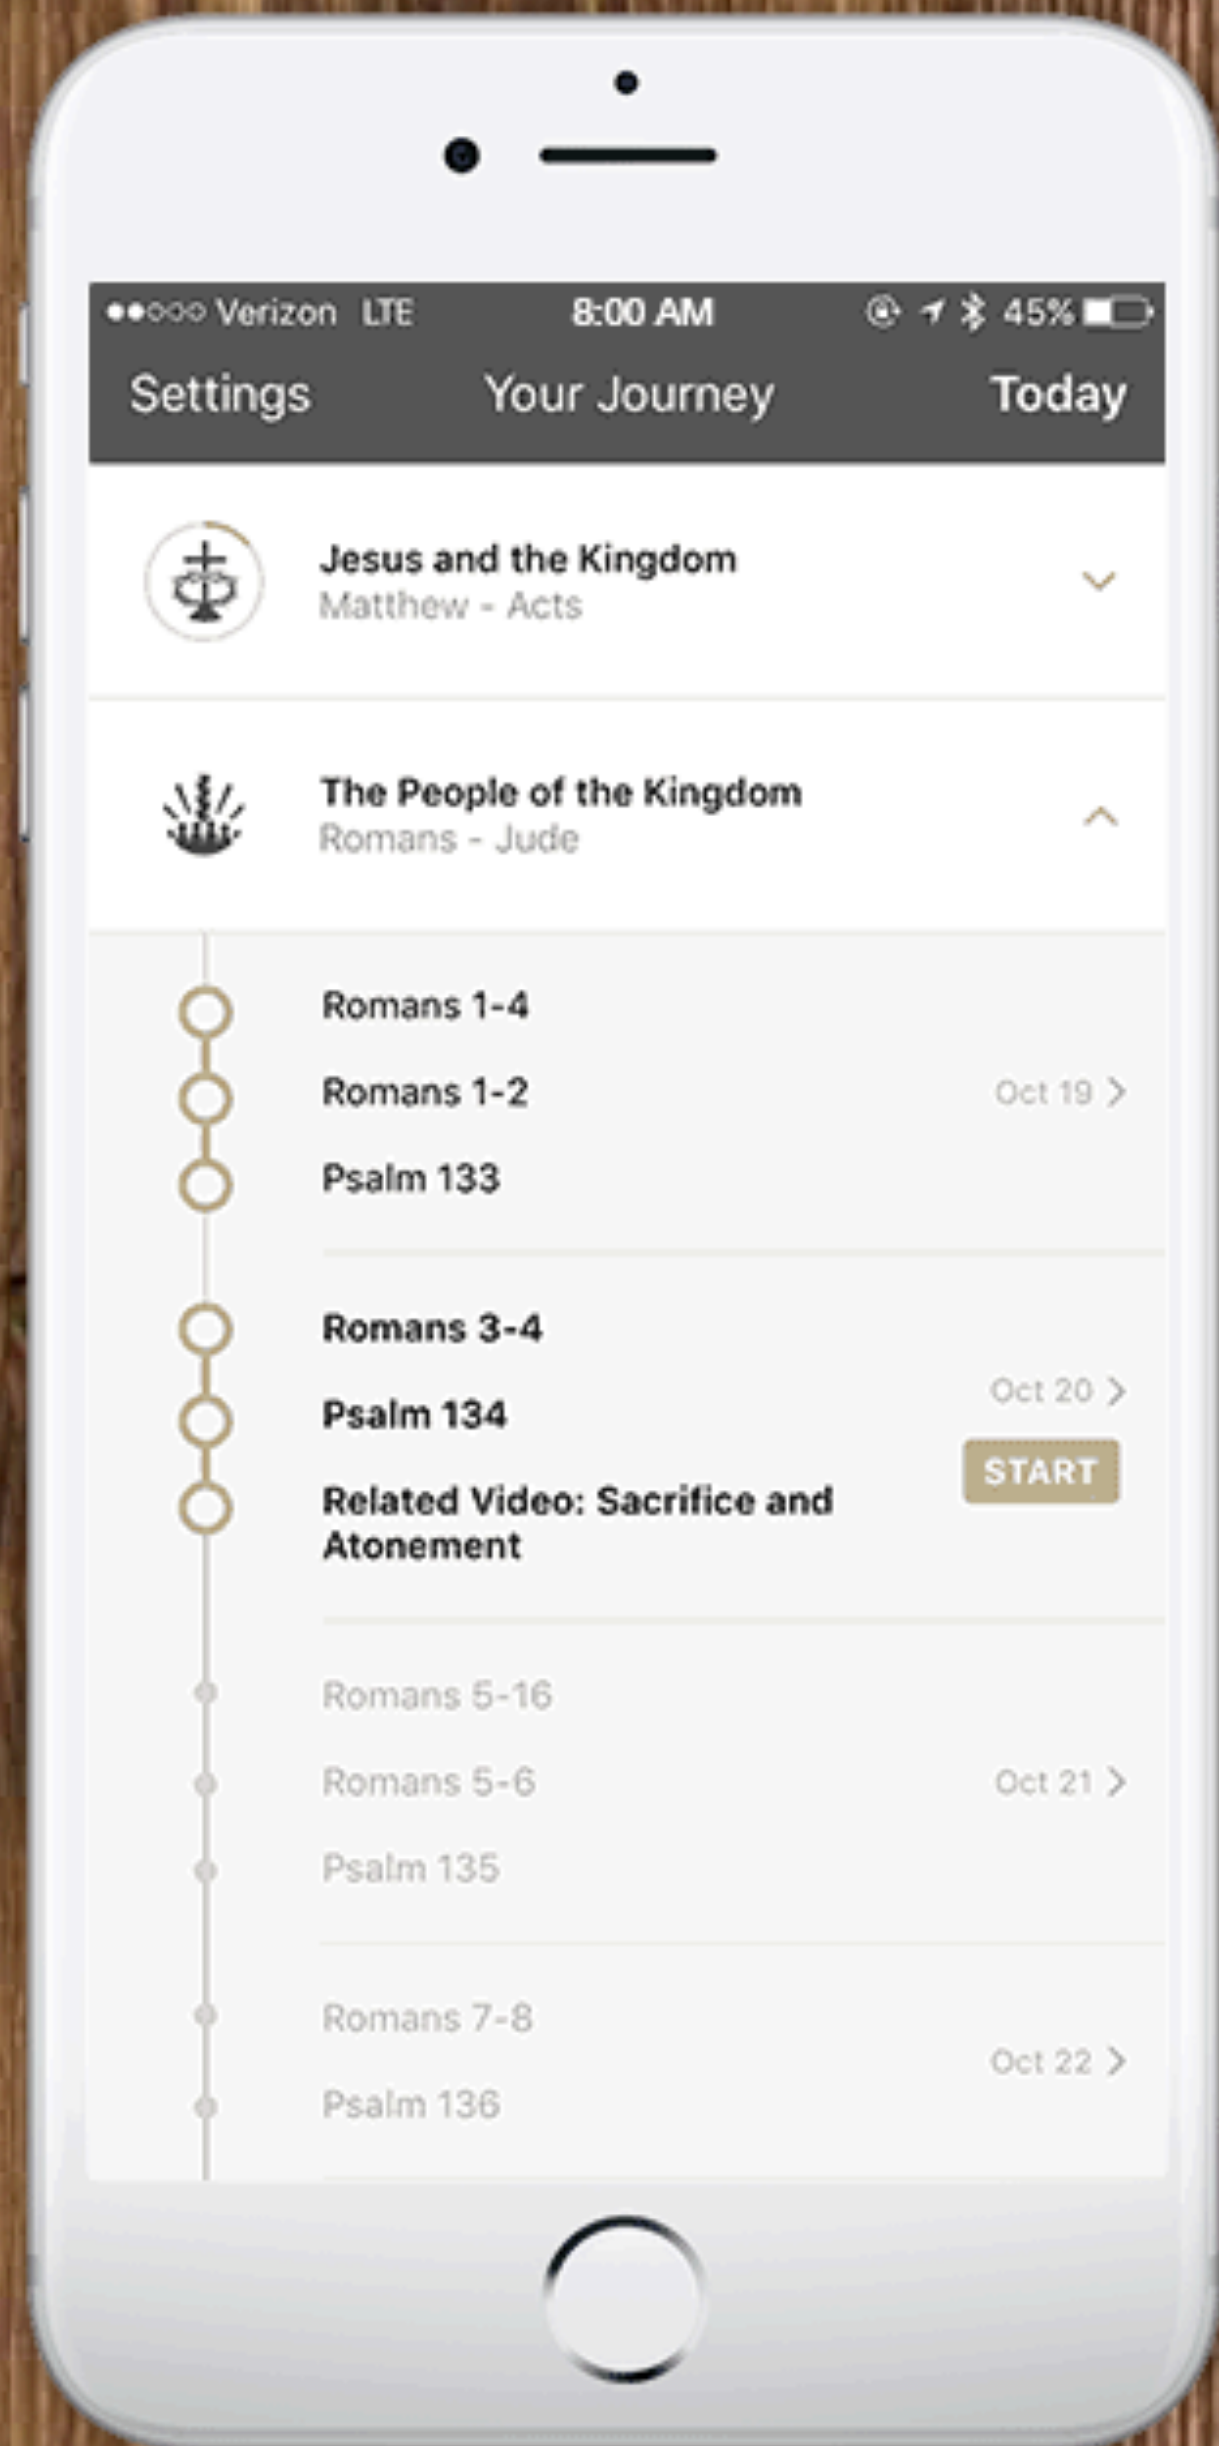 Verizon LTE 8:00 AM 45%
Settings Your Journey Today
Jesus and the Kingdom
Matthew - Acts
The People of the Kingdom
Romans - Jude
Romans 1-4
Romans 1-2
Oct 19
Psalm 133
Romans 3-4
Oct 20
Psalm 134
START
Related Video: Sacrifice and
Atonement
Romans 5-16
Romans 5-6
Oct 21
Psalm 135
Romans 7-8
Oct 22
Psalm 136